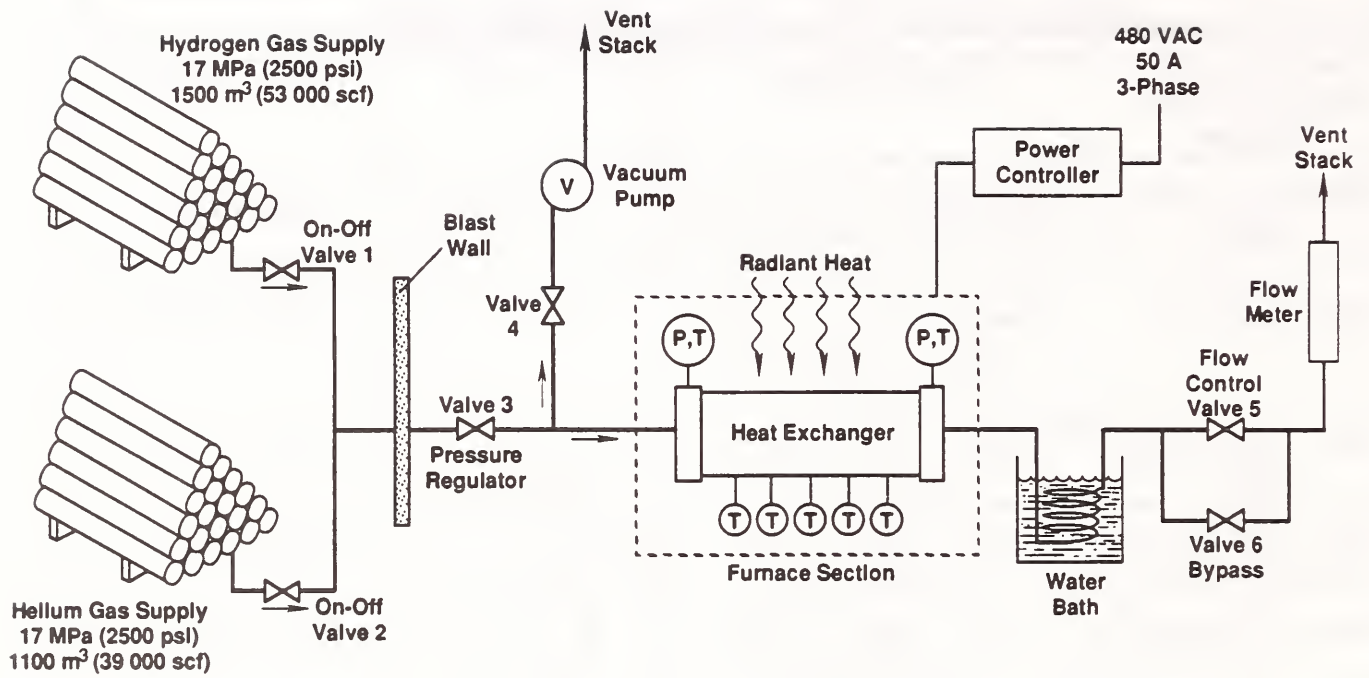 Hydrogen Gas Supply
17 MPa (2500 psi)
1500 m³ (53 000 scf)
On-Off
Valve 1
Blast
Wall
Vent
Stack
V
Vacuum
Pump
Valve
4
Valve 3
Pressure
Regulator
Radiant Heat
P,T
P,T
Heat Exchanger
T
T
T
T
T
Furnace Section
480 VAC
50 A
3-Phase
Power
Controller
Vent
Stack
Flow
Meter
Flow
Control
Valve 5
Valve 6
Bypass
Water
Bath
On-Off
Valve 2
Helium Gas Supply
17 MPa (2500 psi)
1100 m³ (39 000 scf)